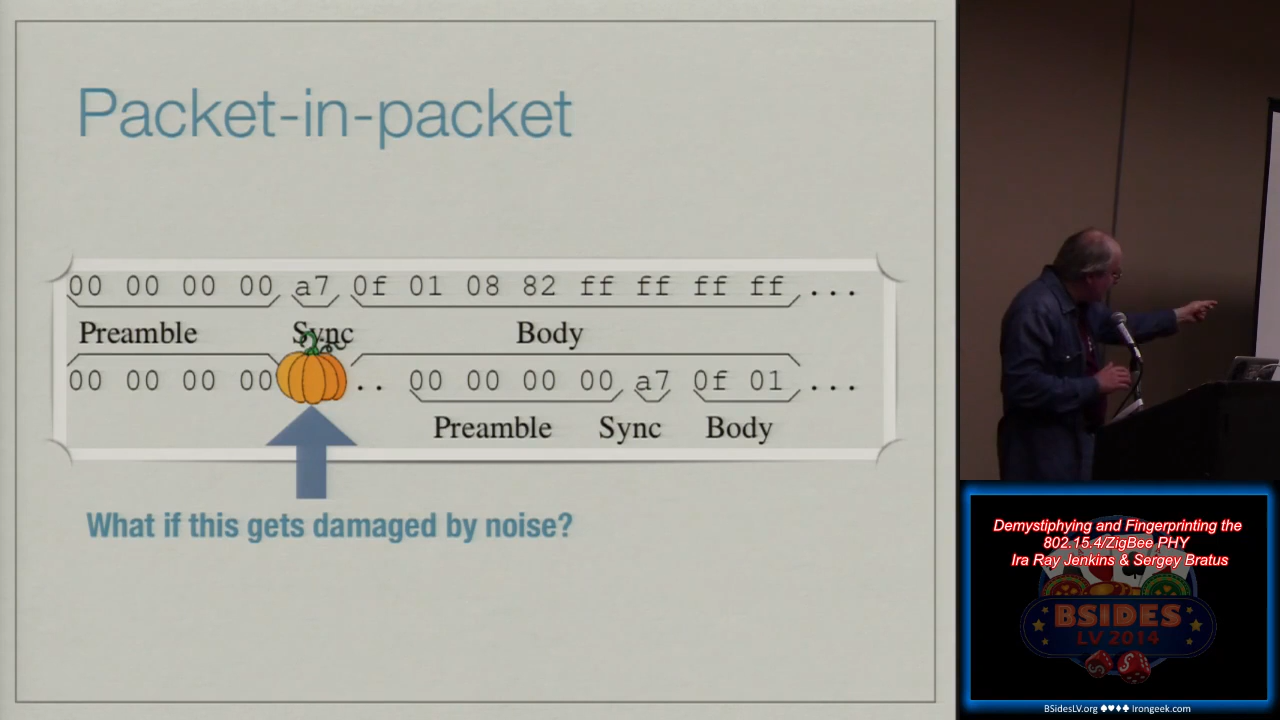 Packet-in-packet
00 00 00 00 a7 0f 01 08 82 ff ff ff ff ...
Preamble Sync Body
00 00 00 00 .. 00 00 00 00 a7 0f 01 ...
Preamble Sync Body
What if this gets damaged by noise?
Demystiphying and Fingerprinting the
802.15.4/ZigBee PHY
Ira Ray Jenkins & Sergey Bratus
BSIDES
LV 2014
BSidesLV.org ♠♥♦♣ Irongeek.com